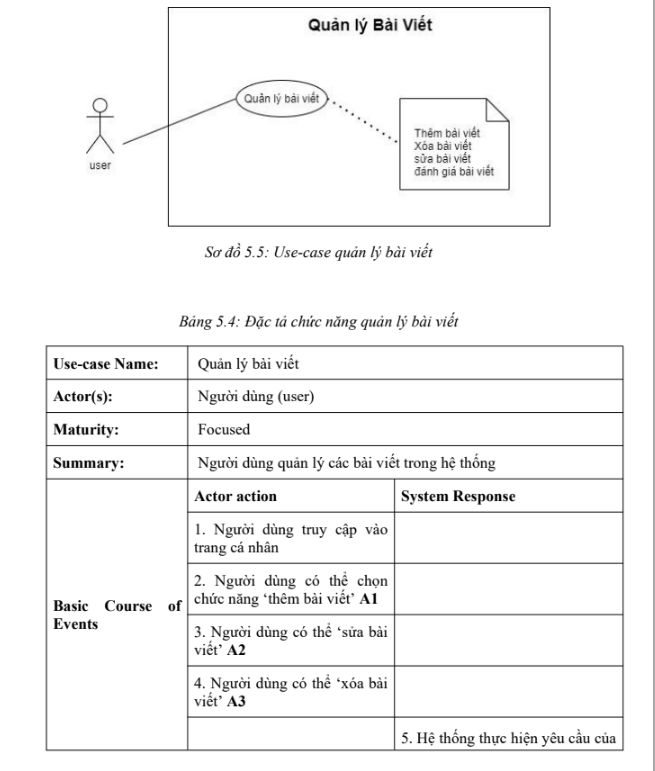 Quản lý Bài Viết
Quản lý bài viết
user
Thêm bài viết
Xóa bài viết
sửa bài viết
đánh giá bài viết
Sơ đồ 5.5: Use-case quản lý bài viết
Bảng 5.4: Đặc tả chức năng quản lý bài viết
Use-case Name: Quản lý bài viết
Actor(s): Người dùng (user)
Maturity: Focused
Summary: Người dùng quản lý các bài viết trong hệ thống
Basic Course of
Events
Actor action System Response
1. Người dùng truy cập vào
trang cá nhân
2. Người dùng có thể chọn
chức năng ‘thêm bài viết’ A1
3. Người dùng có thể ‘sửa bài
viết’ A2
4. Người dùng có thể ‘xóa bài
viết’ A3
5. Hệ thống thực hiện yêu cầu của